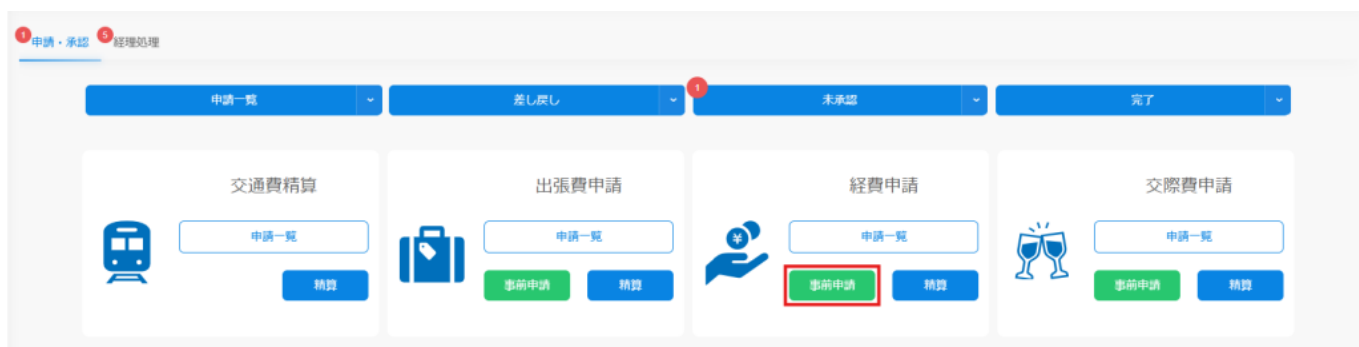 1 申請・承認 5 経理処理
申請一覧 差し戻し 1 未承認 完了
交通費精算 出張費申請 経費申請 交際費申請
申請一覧 申請一覧 ¥ 申請一覧 申請一覧
精算 事前申請 精算 事前申請 精算 事前申請 精算